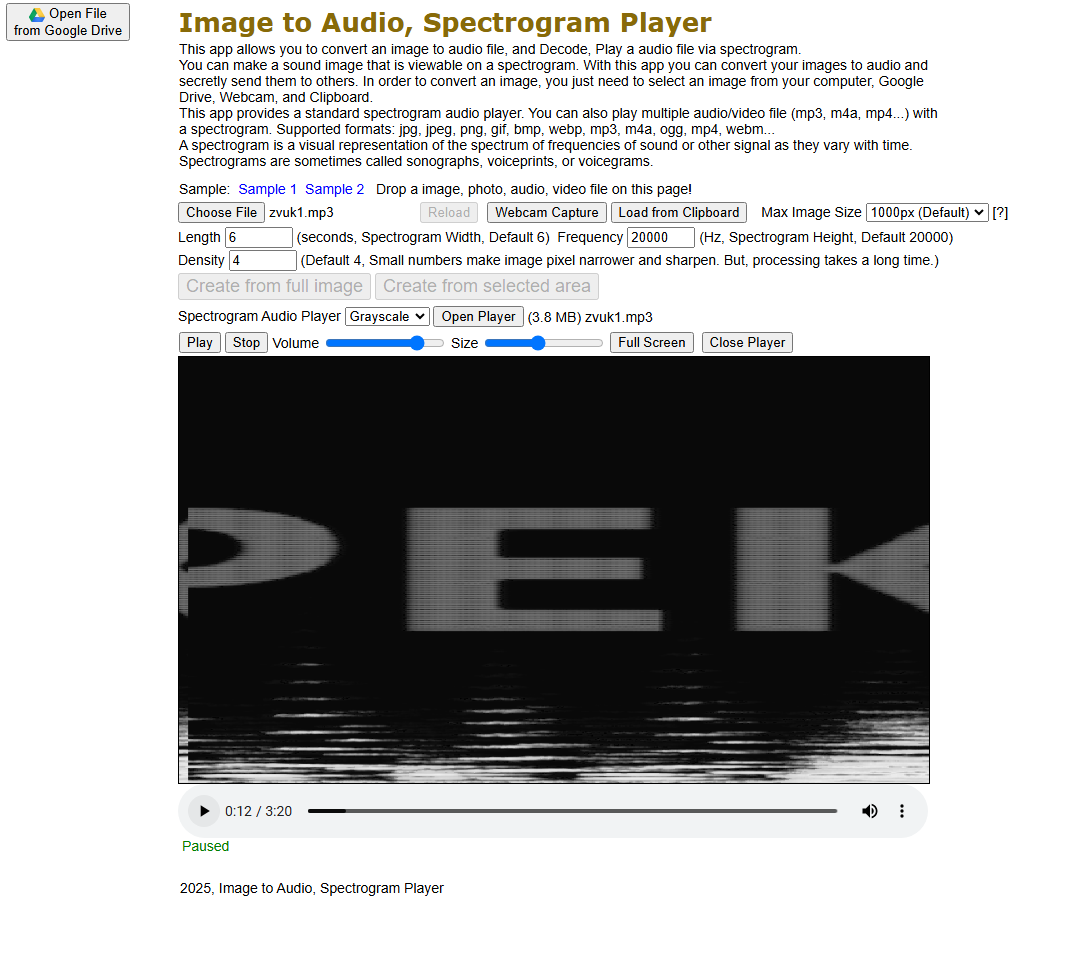 Open File
from Google Drive
Image to Audio, Spectrogram Player
This app allows you to convert an image to audio file, and Decode, Play a audio file via spectrogram.
You can make a sound image that is viewable on a spectrogram. With this app you can convert your images to audio and
secretly send them to others. In order to convert an image, you just need to select an image from your computer, Google
Drive, Webcam, and Clipboard.
This app provides a standard spectrogram audio player. You can also play multiple audio/video file (mp3, m4a, mp4...) with
a spectrogram. Supported formats: jpg, jpeg, png, gif, bmp, webp, mp3, m4a, ogg, mp4, webm...
A spectrogram is a visual representation of the spectrum of frequencies of sound or other signal as they vary with time.
Spectrograms are sometimes called sonographs, voiceprints, or voicegrams.
Sample: Sample 1 Sample 2 Drop a image, photo, audio, video file on this page!
Choose File zvuk1.mp3 Reload Webcam Capture Load from Clipboard Max Image Size 1000px (Default) [?]
Length 6 (seconds, Spectrogram Width, Default 6) Frequency 20000 (Hz, Spectrogram Height, Default 20000)
Density 4 (Default 4, Small numbers make image pixel narrower and sharpen. But, processing takes a long time.)
Create from full image Create from selected area
Spectrogram Audio Player Grayscale Open Player (3.8 MB) zvuk1.mp3
Play Stop Volume Size Full Screen Close Player
PEK
0:12 / 3:20
Paused
2025, Image to Audio, Spectrogram Player